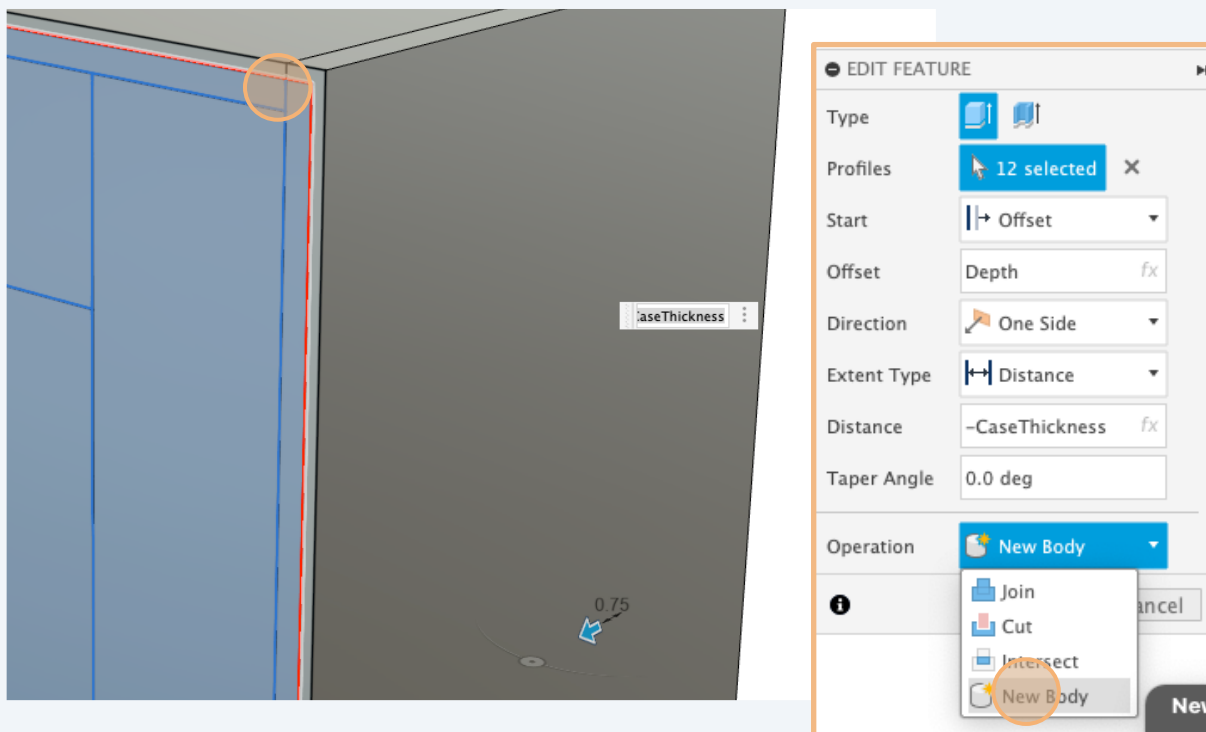 EDIT FEATURE
Type
Profiles 12 selected
Start Offset
Offset Depth fx
Direction One Side
Extent Type Distance
Distance -CaseThickness fx
Taper Angle 0.0 deg
Operation New Body
Join
ancel
Cut
Intersect
New Body
New
:aseThickness
0.75